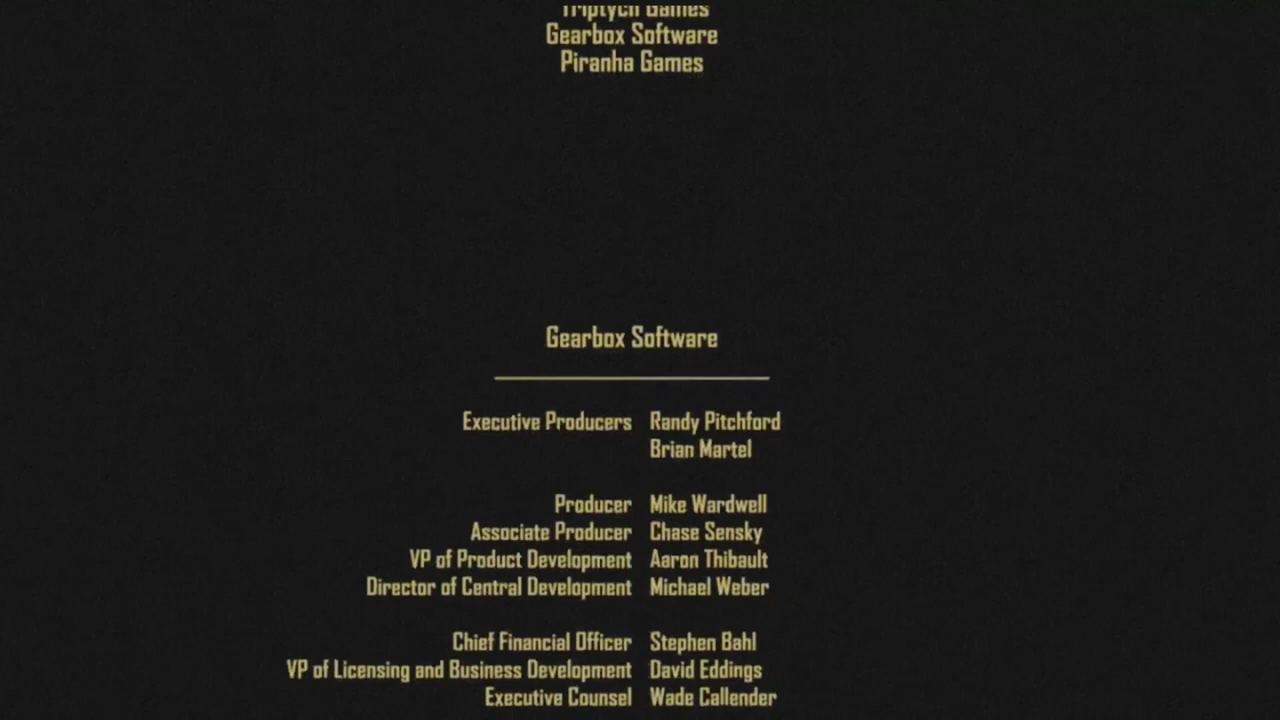 Triptych Games
Gearbox Software
Piranha Games
Gearbox Software
Executive Producers Randy Pitchford
Brian Martel
Producer Mike Wardwell
Associate Producer Chase Sensky
VP of Product Development Aaron Thibault
Director of Central Development Michael Weber
Chief Financial Officer Stephen Bahl
VP of Licensing and Business Development David Eddings
Executive Counsel Wade Callender